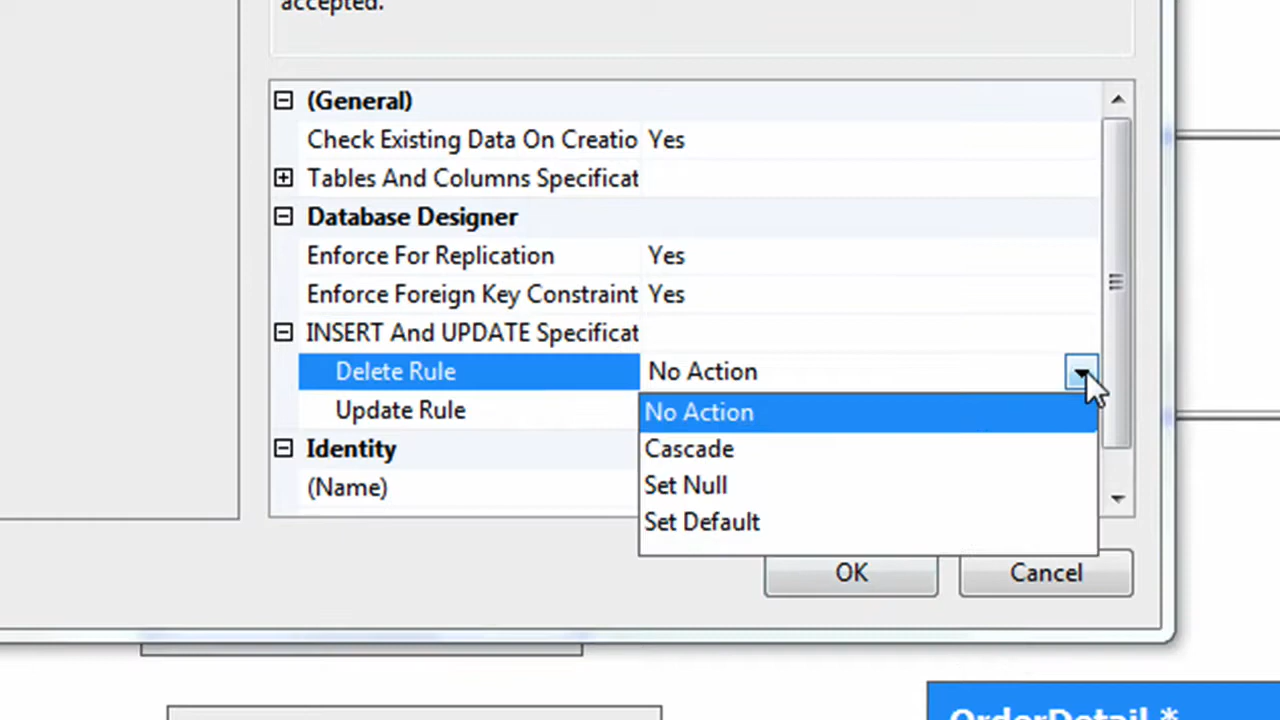 accepted.
(General)
Check Existing Data On Creatio Yes
Tables And Columns Specificat
Database Designer
Enforce For Replication Yes
Enforce Foreign Key Constraint Yes
INSERT And UPDATE Specificat
Delete Rule No Action
Update Rule No Action
Identity Cascade
(Name) Set Null
Set Default
OK Cancel
OrderDetail *